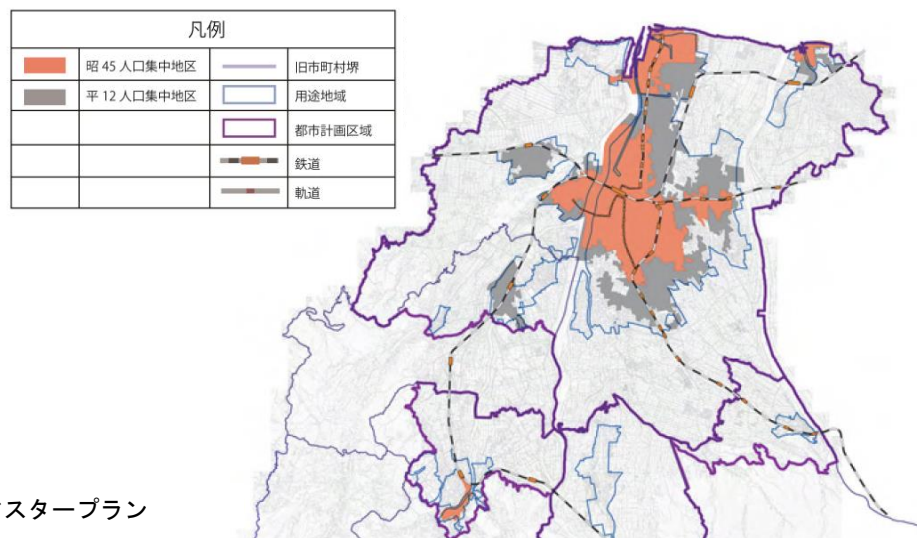 凡例
昭 45 人口集中地区
旧市町村堺
平 12 人口集中地区
用途地域
都市計画区域
鉄道
軌道
スタープラン